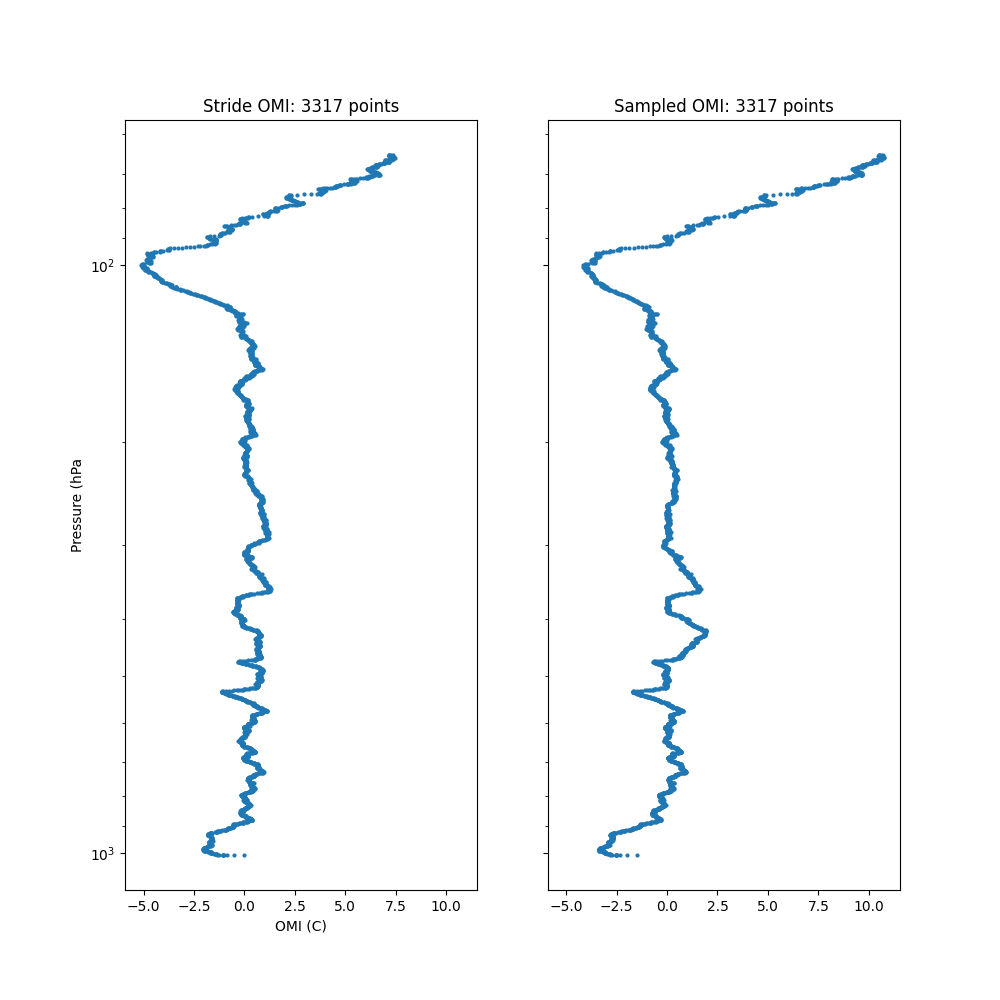 Stride OMI: 3317 points
Sampled OMI: 3317 points
10²
10³
Pressure (hPa
−5.0 −2.5 0.0 2.5 5.0 7.5 10.0
OMI (C)
−5.0 −2.5 0.0 2.5 5.0 7.5 10.0